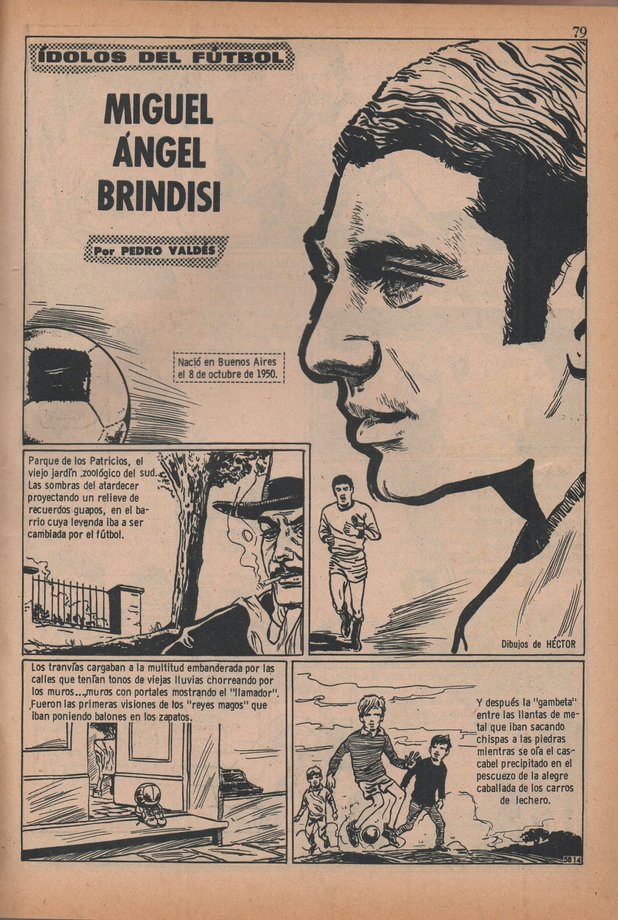 79
ÍDOLOS DEL FÚTBOL
MIGUEL
ÁNGEL
BRINDISI
Por PEDRO VALDÉS
Nació en Buenos Aires
el 8 de octubre de 1950.
Parque de los Patricios, el
viejo jardín zoológico del sud...
Las sombras del atardecer
proyectando un relieve de
recuerdos guapos, en el ba-
rrio cuya leyenda iba a ser
cambiada por el fútbol.
Dibujos de HÉCTOR
Los tranvías cargaban a la multitud embanderada por las
calles que tenían tonos de viejas lluvias chorreando por
los muros...,muros con portales mostrando el "llamador".
Fueron las primeras visiones de los "reyes magos" que
iban poniendo balones en los zapatos.
Y después la "gambeta"
entre las llantas de me-
tal que iban sacando
chispas a las piedras
mientras se oía el cas-
cabel precipitado en el
pescuezo de la alegre
caballada de los carros
de lechero.
5814